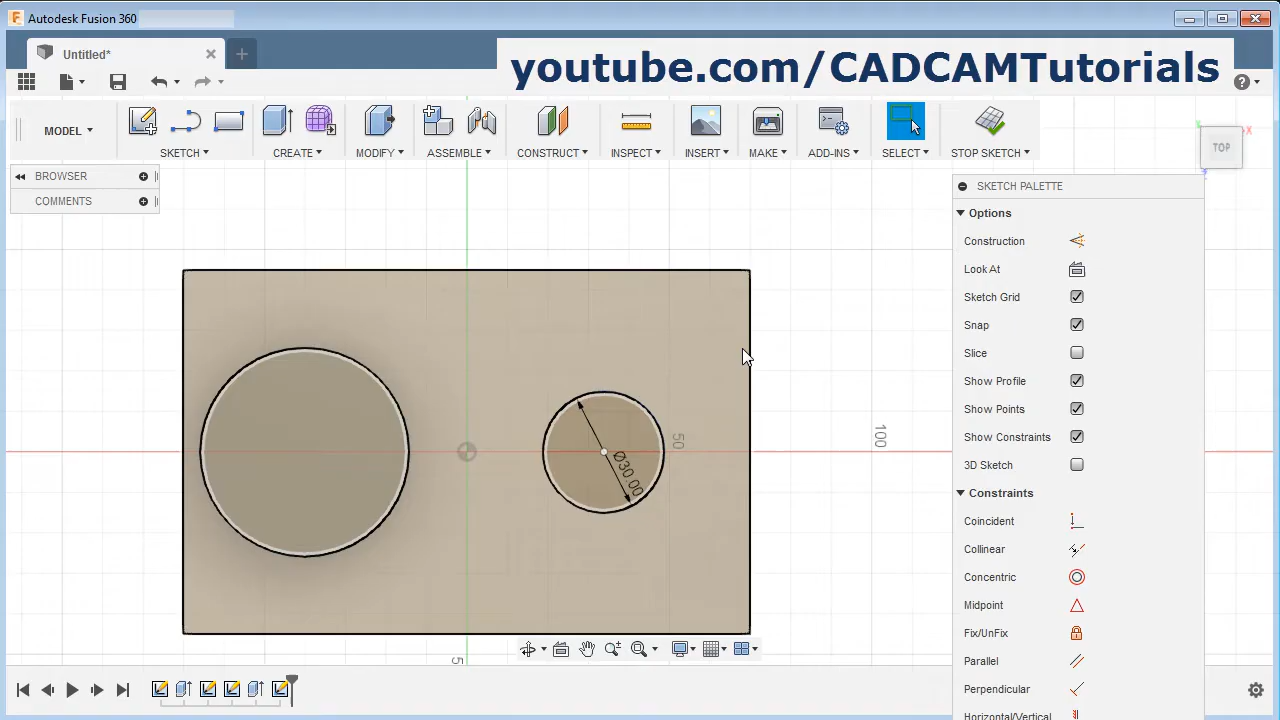 Autodesk Fusion 360
Untitled*
youtube.com/CADCAMTutorials
MODEL
SKETCH
CREATE
MODIFY
ASSEMBLE
CONSTRUCT
INSPECT
INSERT
MAKE
ADD-INS
SELECT
STOP SKETCH
TOP
X
BROWSER
COMMENTS
SKETCH PALETTE
Options
Construction
Look At
Sketch Grid
Snap
Slice
Show Profile
Show Points
Show Constraints
3D Sketch
Constraints
Coincident
Collinear
Concentric
Midpoint
Fix/UnFix
Parallel
Perpendicular
Horizontal/Vertical
50
100
Ø30.00
5